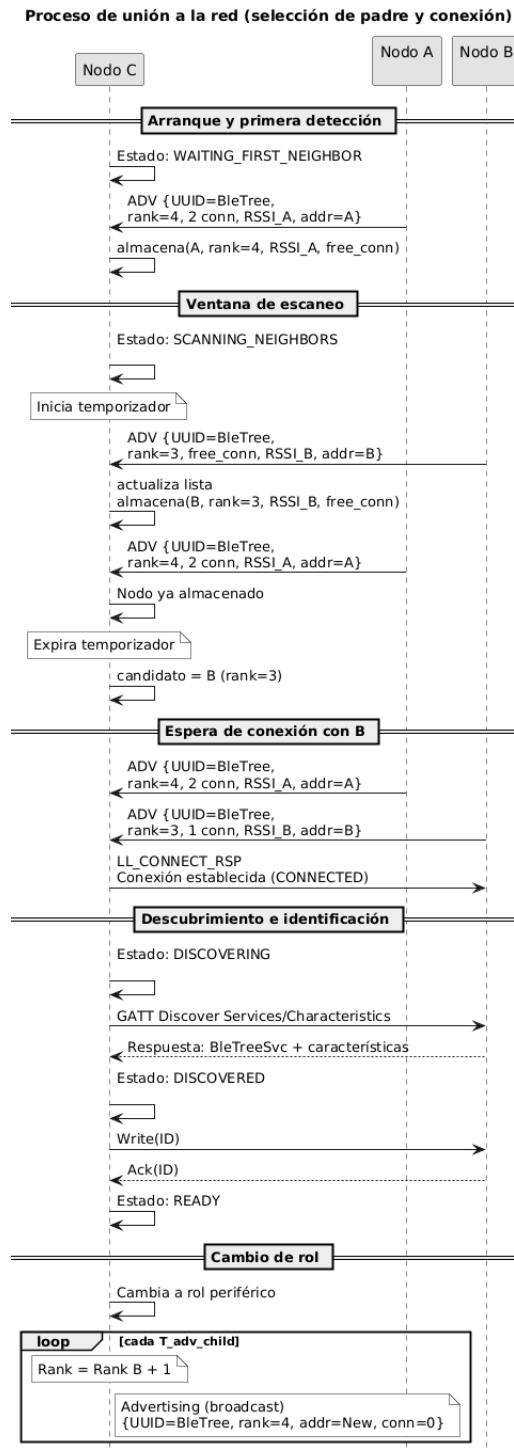 Proceso de unión a la red (selección de padre y conexión)
Nodo C
Nodo A
Nodo B
Arranque y primera detección
Estado: WAITING_FIRST_NEIGHBOR
ADV {UUID=BleTree,
rank=4, 2 conn, RSSI_A, addr=A}
almacena(A, rank=4, RSSI_A, free_conn)
Ventana de escaneo
Estado: SCANNING_NEIGHBORS
Inicia temporizador
ADV {UUID=BleTree,
rank=3, free_conn, RSSI_B, addr=B}
actualiza lista
almacena(B, rank=3, RSSI_B, free_conn)
ADV {UUID=BleTree,
rank=4, 2 conn, RSSI_A, addr=A}
Nodo ya almacenado
Expira temporizador
candidato = B (rank=3)
Espera de conexión con B
ADV {UUID=BleTree,
rank=4, 2 conn, RSSI_A, addr=A}
ADV {UUID=BleTree,
rank=3, 1 conn, RSSI_B, addr=B}
LL_CONNECT_RSP
Conexión establecida (CONNECTED)
Descubrimiento e identificación
Estado: DISCOVERING
GATT Discover Services/Characteristics
Respuesta: BleTreeSvc + características
Estado: DISCOVERED
Write(ID)
Ack(ID)
Estado: READY
Cambio de rol
Cambia a rol periférico
loop [cada T_adv_child]
Rank = Rank B + 1
Advertising (broadcast)
{UUID=BleTree, rank=4, addr=New, conn=0}